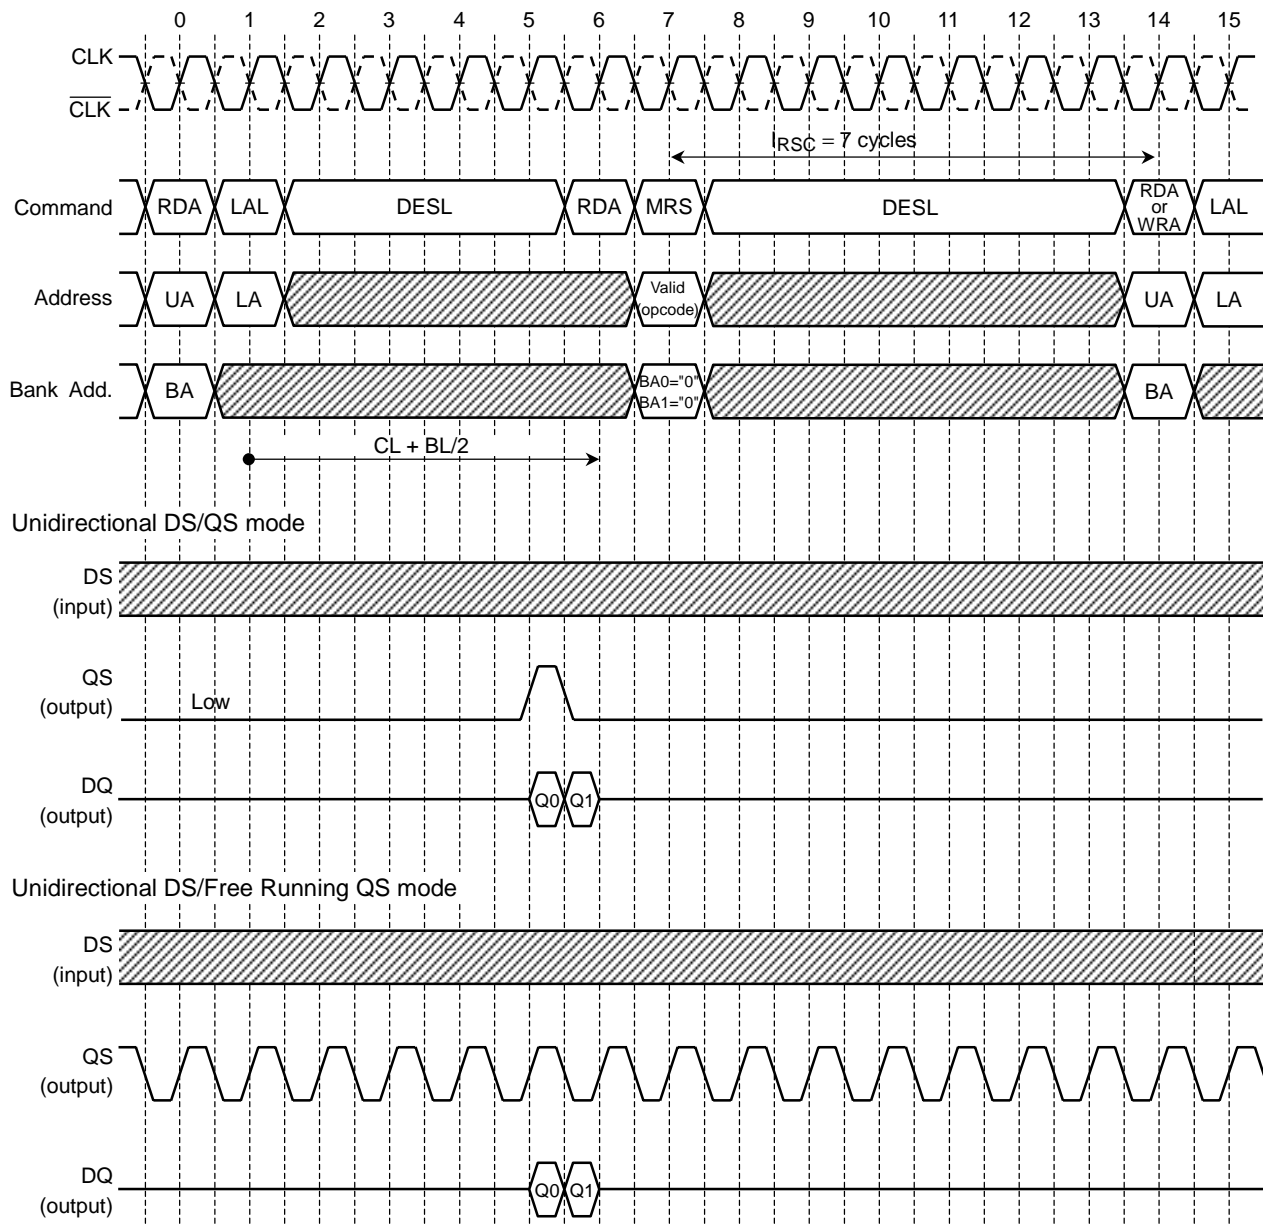 0 1 2 3 4 5 6 7 8 9 10 11 12 13 14 15
CLK
CLK
IRSC = 7 cycles
Command RDA LAL DESL RDA MRS DESL RDA or WRA LAL
Address UA LA Valid (opcode) UA LA
Bank Add. BA BA0="0" BA1="0" BA
CL + BL/2
Unidirectional DS/QS mode
DS
(input)
QS
(output)
Low
DQ
(output)
Q0 Q1
Unidirectional DS/Free Running QS mode
DS
(input)
QS
(output)
DQ
(output)
Q0 Q1